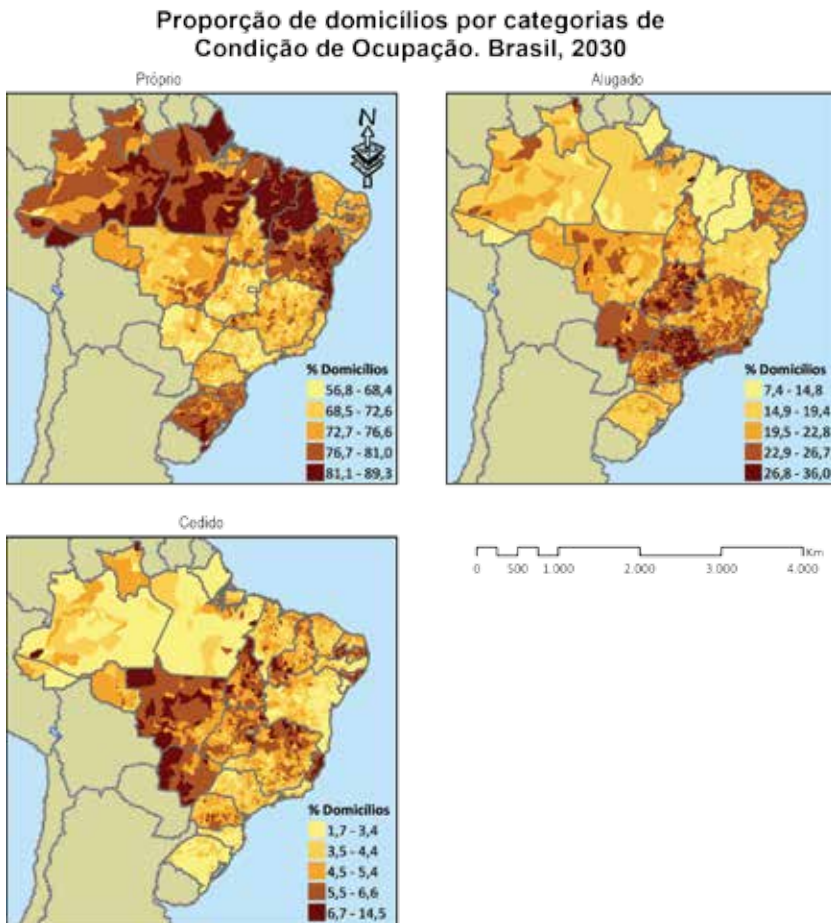 Proporção de domicílios por categorias de
Condição de Ocupação. Brasil, 2030
Próprio
N
% Domicílios
56,8 - 68,4
68,5 - 72,6
72,7 - 76,6
76,7 - 81,0
81,1 - 89,3
Alugado
% Domicílios
7,4 - 14,8
14,9 - 19,4
19,5 - 22,8
22,9 - 26,7
26,8 - 36,0
Cedido
% Domicílios
1,7 - 3,4
3,5 - 4,4
4,5 - 5,4
5,5 - 6,6
6,7 - 14,5
Km
0 500 1.000 2.000 3.000 4.000